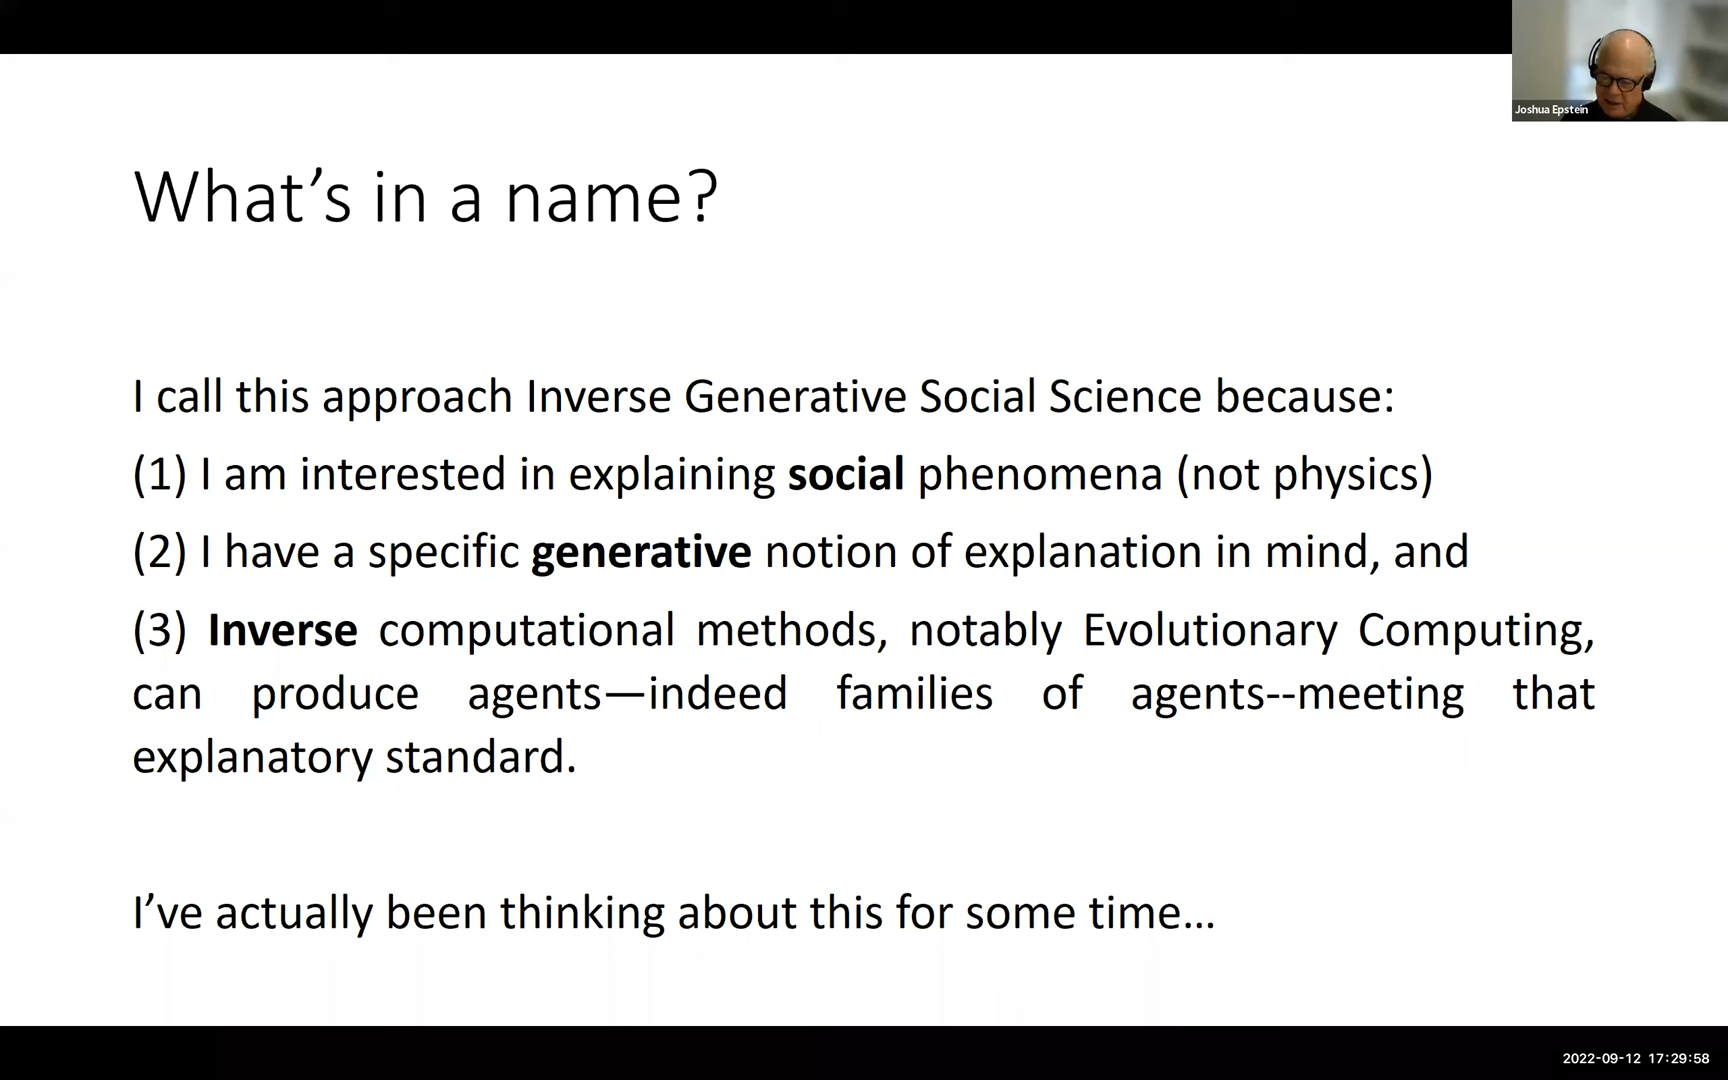 Joshua Epstein
What’s in a name?
I call this approach Inverse Generative Social Science because:
(1) I am interested in explaining social phenomena (not physics)
(2) I have a specific generative notion of explanation in mind, and
(3) Inverse computational methods, notably Evolutionary Computing,
can produce agents—indeed families of agents--meeting that
explanatory standard.
I’ve actually been thinking about this for some time…
2022-09-12 17:29:58